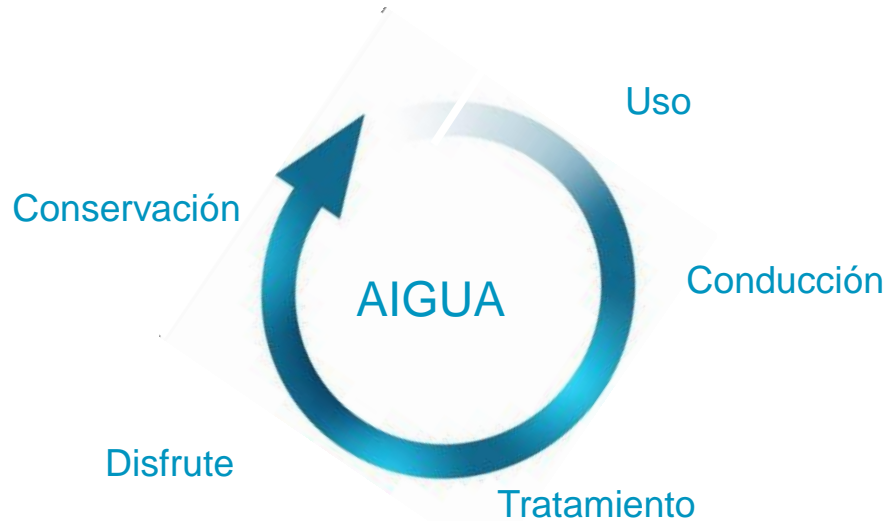 Uso
Conservación
Conducción
AIGUA
Disfrute
Tratamiento